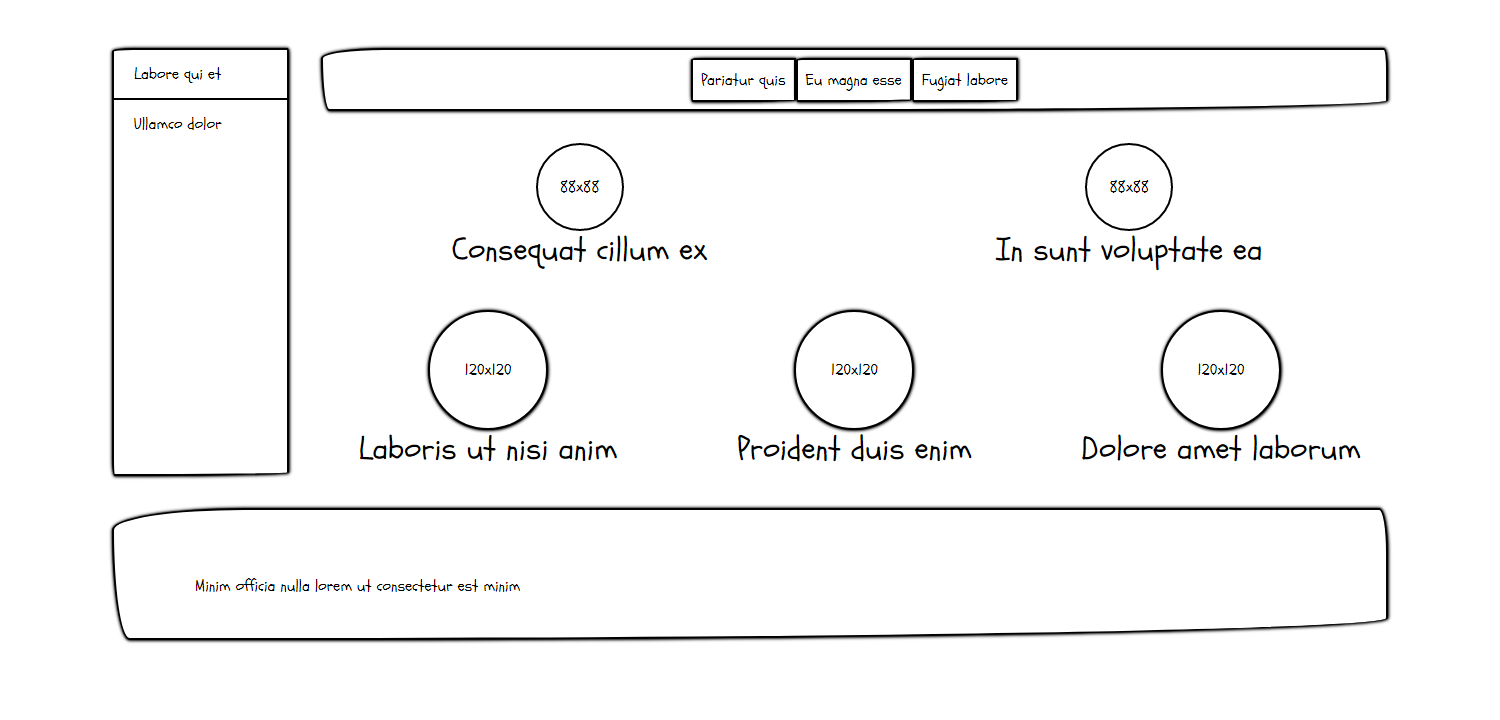 Labore qui et
Ullamco dolor
Pariatur quis
Eu magna esse
Fugiat labore
88x88
88x88
Consequat cillum ex
In sunt voluptate ea
120x120
120x120
120x120
Laboris ut nisi anim
Proident duis enim
Dolore amet laborum
Minim officia nulla lorem ut consectetur est minim